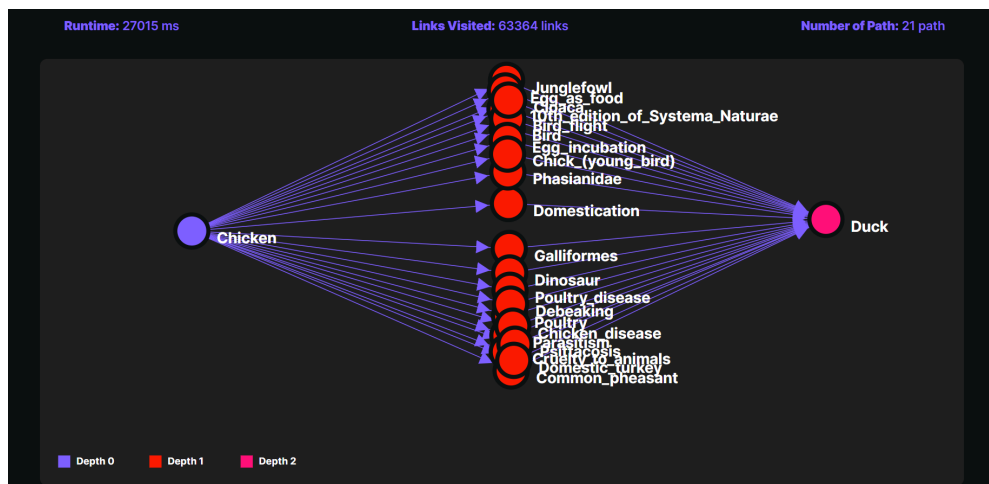 Runtime: 27015 ms
Links Visited: 63364 links
Number of Path: 21 path
Junglefowl
Egg_as_food
Cloaca
10th_edition_of_Systema_Naturae
Bird_flight
Bird
Egg_incubation
Chick_(young_bird)
Phasianidae
Domestication
Duck
Chicken
Galliformes
Dinosaur
Poultry_disease
Debeaking
Poultry
Chicken_disease
Parasitism
Psittacosis
Cruelty_to_animals
Domestic_turkey
Common_pheasant
Depth 0
Depth 1
Depth 2